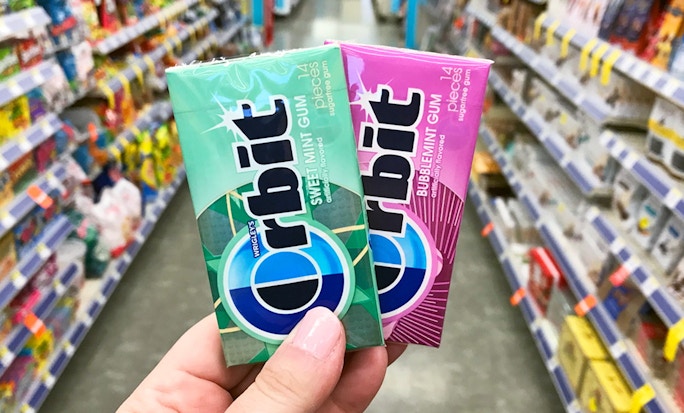 14 pieces
sugarfree gum
Orbit
SWEET MINT GUM
artificially flavored
WRIGLEY'S
14 pieces
sugarfree gum
Orbit
BUBBLEMINT GUM
artificially flavored